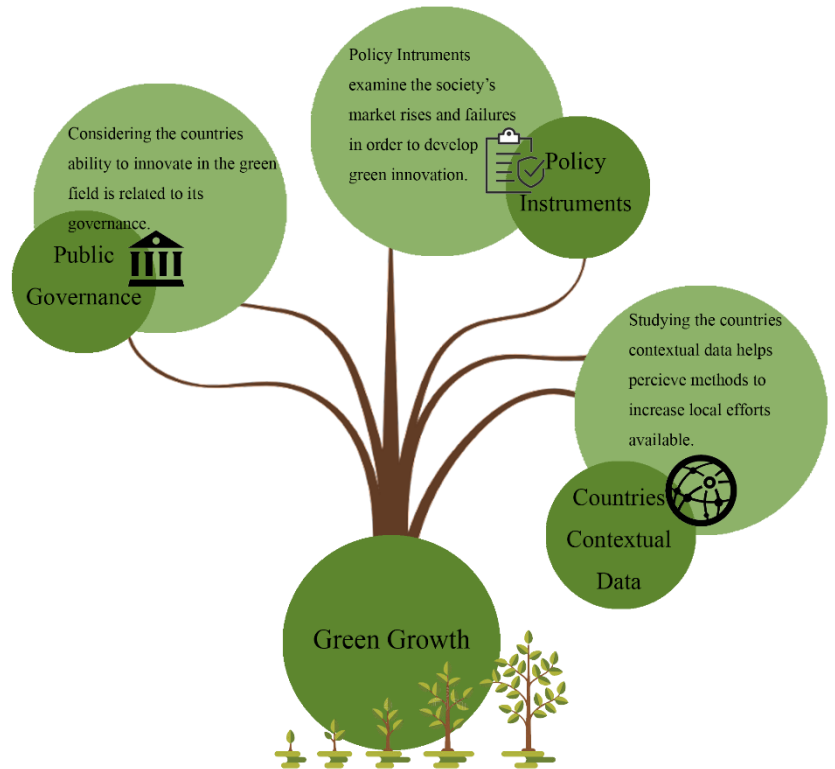 Considering the countries
ability to innovate in the green
field is related to its
governance.
Public
Governance
Policy Intruments
examine the society's
market rises and failures
in order to develop
green innovation.
Policy
Instruments
Studying the countries
contextual data helps
percieve methods to
increase local efforts
available.
Countries
Contextual
Data
Green Growth